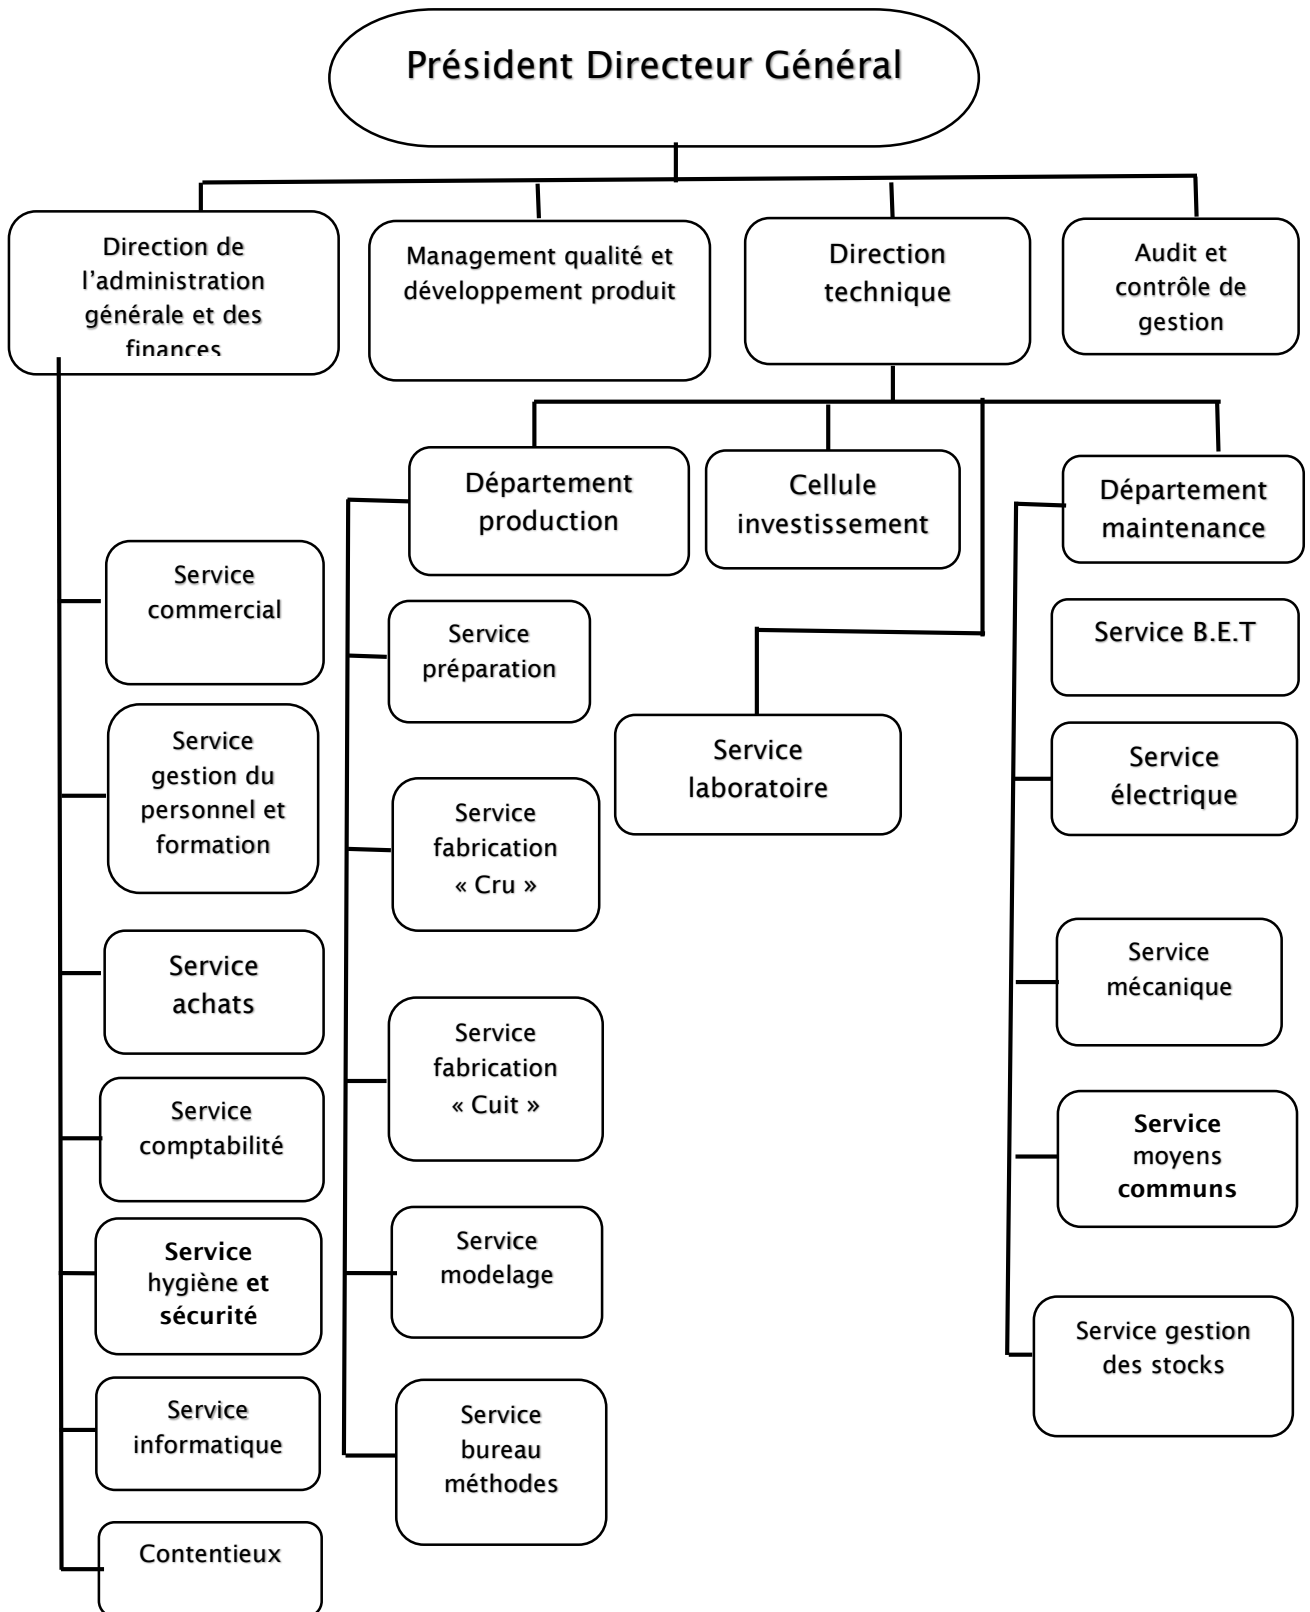 Président Directeur Général
Direction de
l’administration
générale et des
finances
Management qualité et
développement produit
Direction
technique
Audit et
contrôle de
gestion
Département
production
Cellule
investissement
Département
maintenance
Service
commercial
Service
gestion du
personnel et
formation
Service
achats
Service
comptabilité
Service
hygiène et
sécurité
Service
informatique
Contentieux
Service
préparation
Service
fabrication
« Cru »
Service
fabrication
« Cuit »
Service
modelage
Service
bureau
méthodes
Service
laboratoire
Service B.E.T
Service
électrique
Service
mécanique
Service
moyens
communs
Service gestion
des stocks